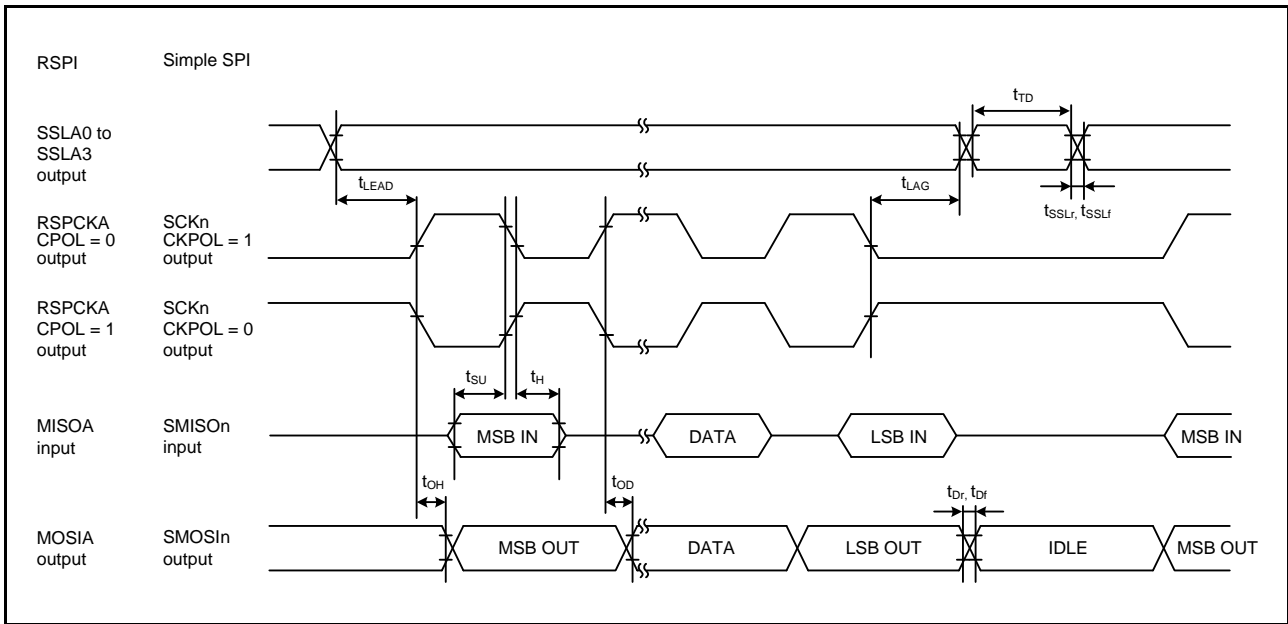 RSPI Simple SPI
SSLA0 to
SSLA3
output
tTD
tLEAD
tLAG
tSSLr, tSSLf
RSPCKA SCKn
CPOL = 0 CKPOL = 1
output output
RSPCKA SCKn
CPOL = 1 CKPOL = 0
output output
tSU tH
MISOA SMISOn
input input
MSB IN DATA LSB IN MSB IN
tOH tOD tDr, tDf
MOSIA SMOSIn
output output
MSB OUT DATA LSB OUT IDLE MSB OUT